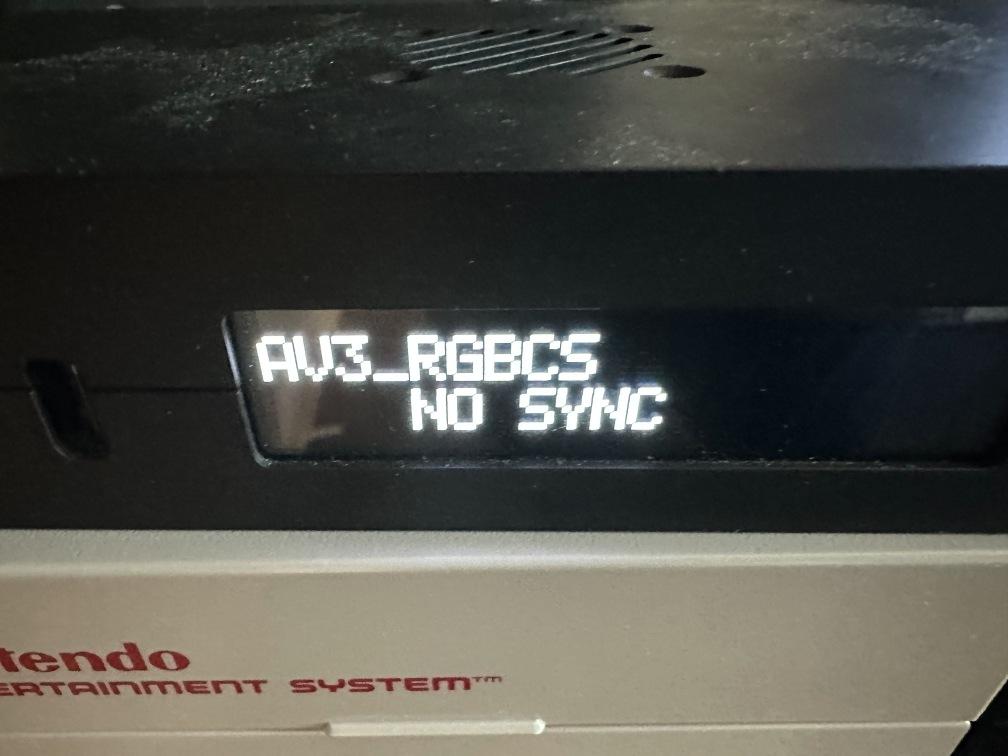 AV3_RGBCS
NO SYNC
tendo
ERTAINMENT SYSTEM™